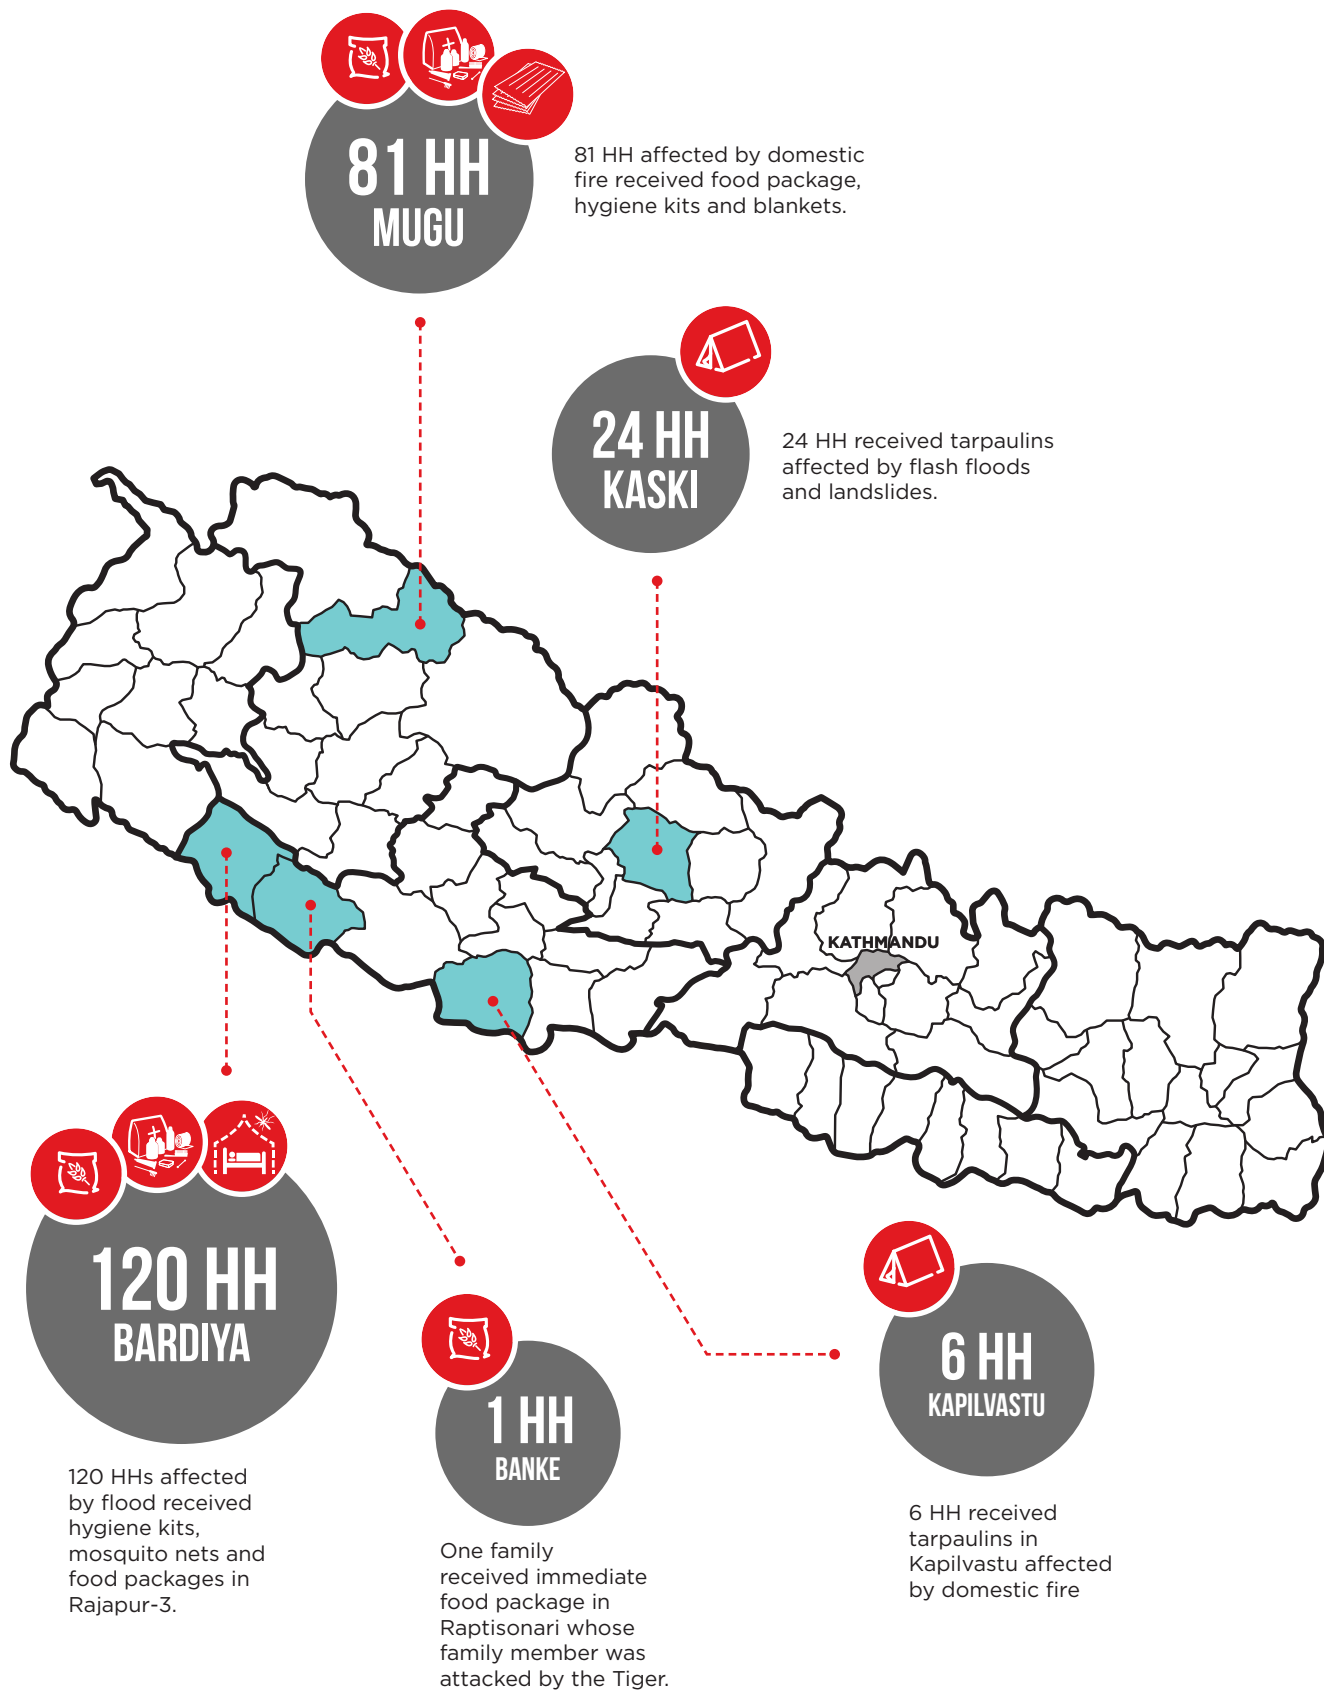 81 HH
MUGU
81 HH affected by domestic
fire received food package,
hygiene kits and blankets.
24 HH
KASKI
24 HH received tarpaulins
affected by flash floods
and landslides.
KATHMANDU
120 HH
BARDIYA
120 HHs affected
by flood received
hygiene kits,
mosquito nets and
food packages in
Rajapur-3.
1 HH
BANKE
One family
received immediate
food package in
Raptisonari whose
family member was
attacked by the Tiger.
6 HH
KAPILVASTU
6 HH received
tarpaulins in
Kapilvastu affected
by domestic fire